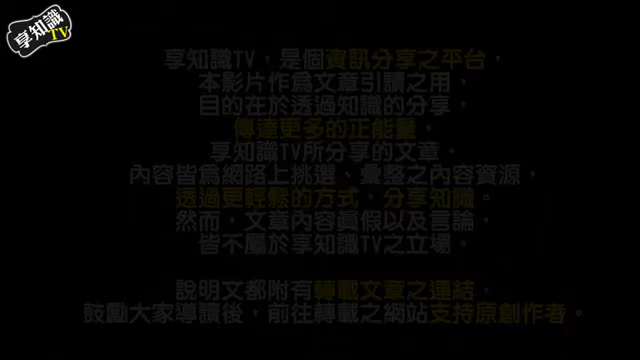 享知識TV
享知識TV，是個資訊分享之平台，
本影片作為文章引讀之用，
目的在於透過知識的分享，
傳達更多的正能量，
享知識TV所分享的文章，
內容皆為網路上挑選、彙整之內容資源，
透過更輕鬆的方式，分享知識。
然而，文章內容真假以及言論，
皆不屬於享知識TV之立場。
說明文都附有轉載文章之連結，
鼓勵大家導讀後，前往轉載之網站支持原創作者。